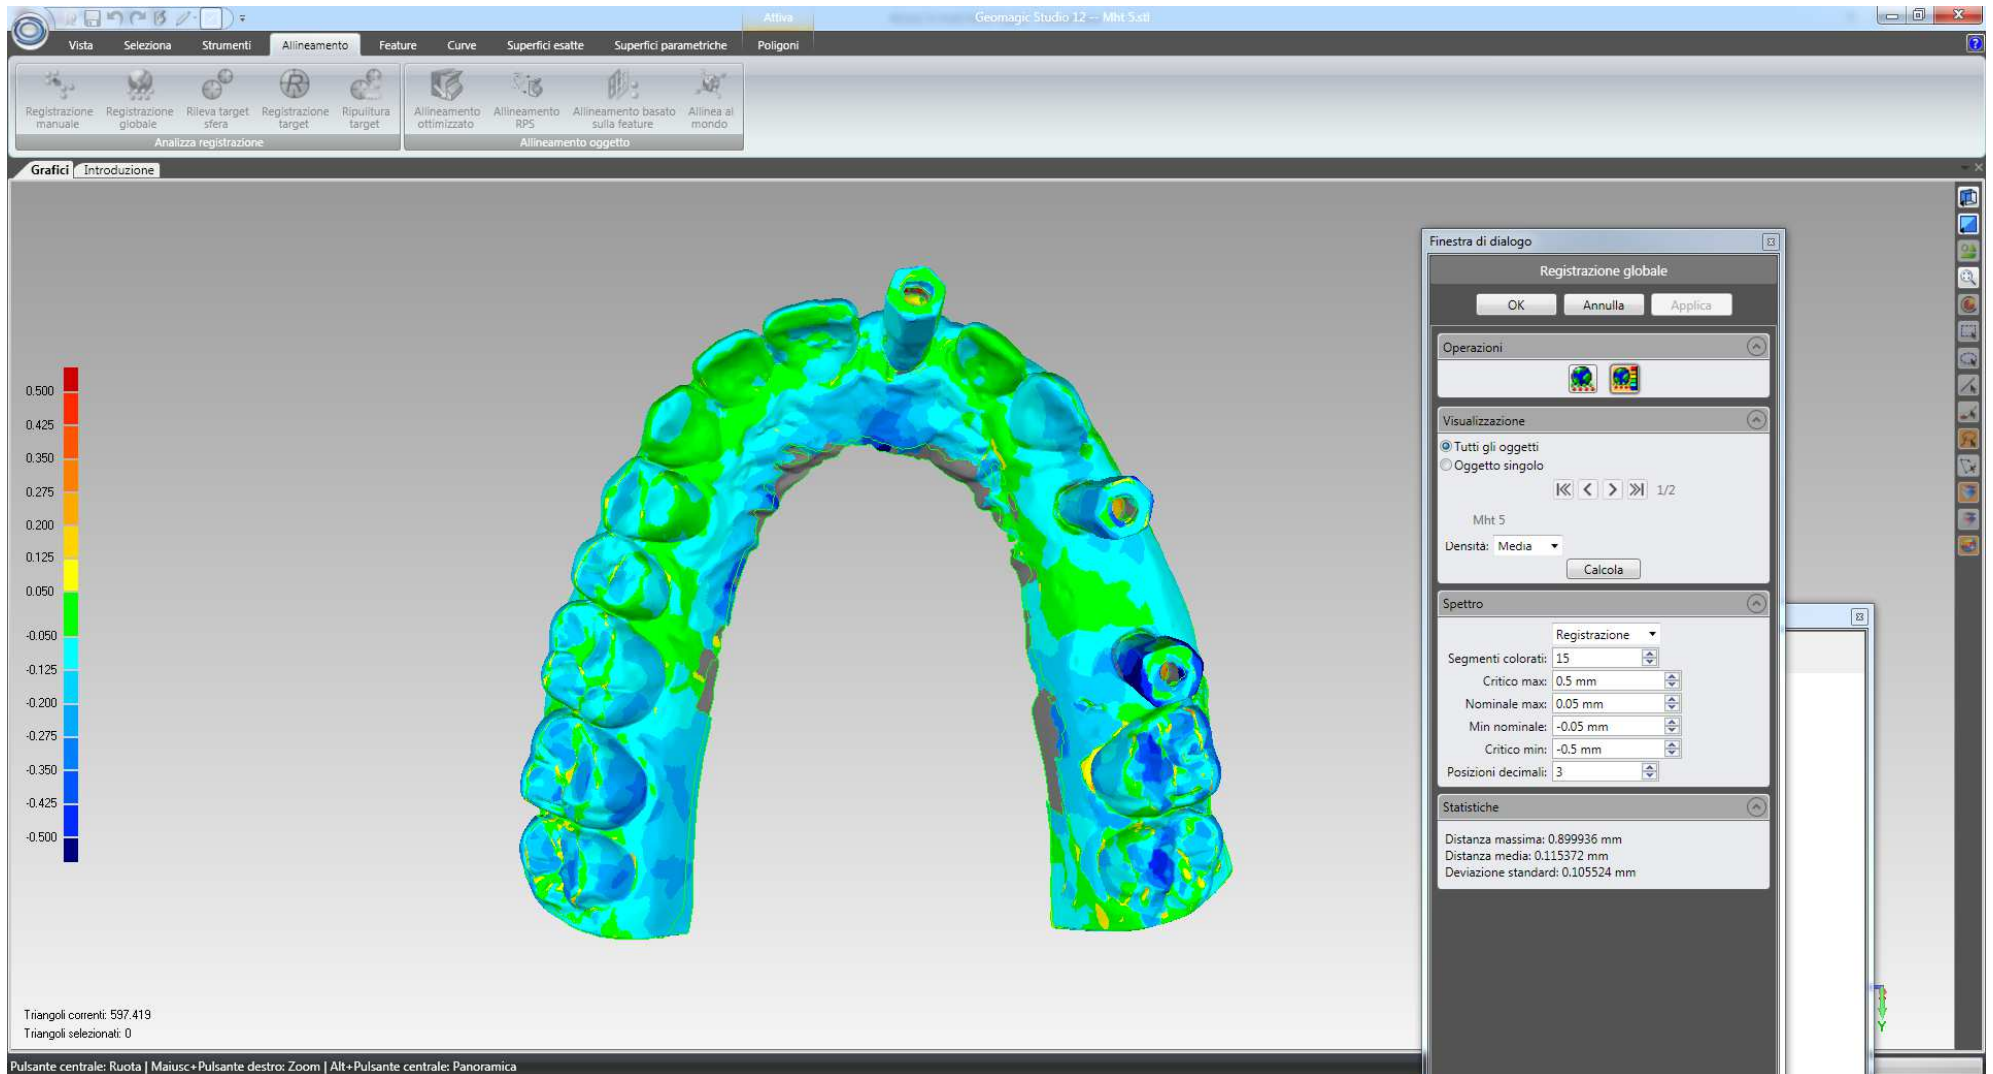 Attiva
Geomagic Studio 12 -- Mht 5.stl
Vista Seleziona Strumenti Allineamento Feature Curve Superfici esatte Superfici parametriche Poligoni
Registrazione manuale
Registrazione globale
Rileva target sfera
Registrazione target
Ripulitura target
Allineamento ottimizzato
Allineamento RPS
Allineamento basato sulla feature
Allinea al mondo
Analizza registrazione
Allineamento oggetto
Grafici Introduzione
0.500
0.425
0.350
0.275
0.200
0.125
0.050
-0.050
-0.125
-0.200
-0.275
-0.350
-0.425
-0.500
Finestra di dialogo
Registrazione globale
OK Annulla Applica
Operazioni
Visualizzazione
Tutti gli oggetti
Oggetto singolo
1/2
Mht 5
Densità: Media
Calcola
Spettro
Registrazione
Segmenti colorati: 15
Critico max: 0.5 mm
Nominale max: 0.05 mm
Min nominale: -0.05 mm
Critico min: -0.5 mm
Posizioni decimali: 3
Statistiche
Distanza massima: 0.899936 mm
Distanza media: 0.115372 mm
Deviazione standard: 0.105524 mm
Y
Triangoli correnti: 597.419
Triangoli selezionati: 0
Pulsante centrale: Ruota | Maiusc+Pulsante destro: Zoom | Alt+Pulsante centrale: Panoramica